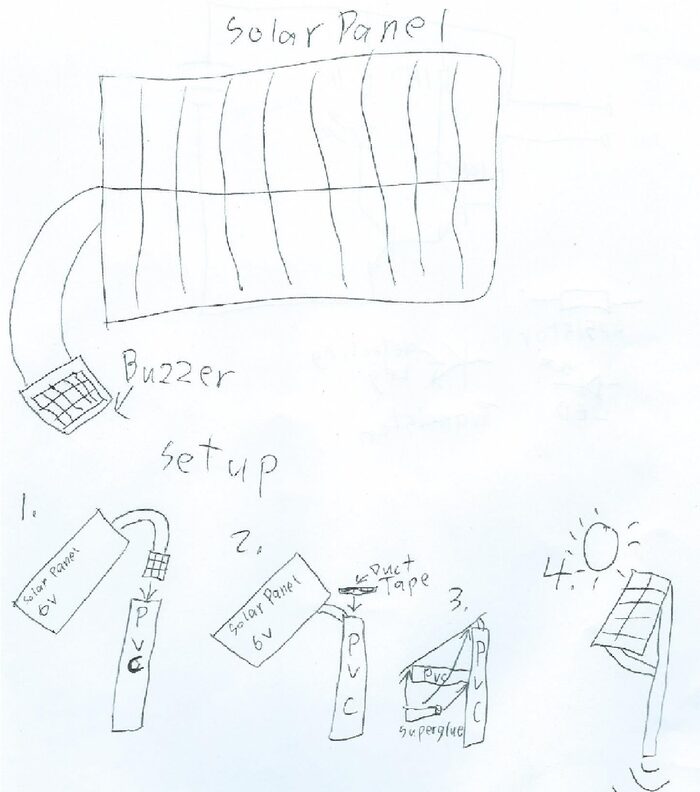 Solar Panel
Buzzer
Setup
1.
Solar Panel
6V
PVC
2.
Solar Panel
6V
Duct
Tape
PVC
3.
PVC
PVC
superglue
4.